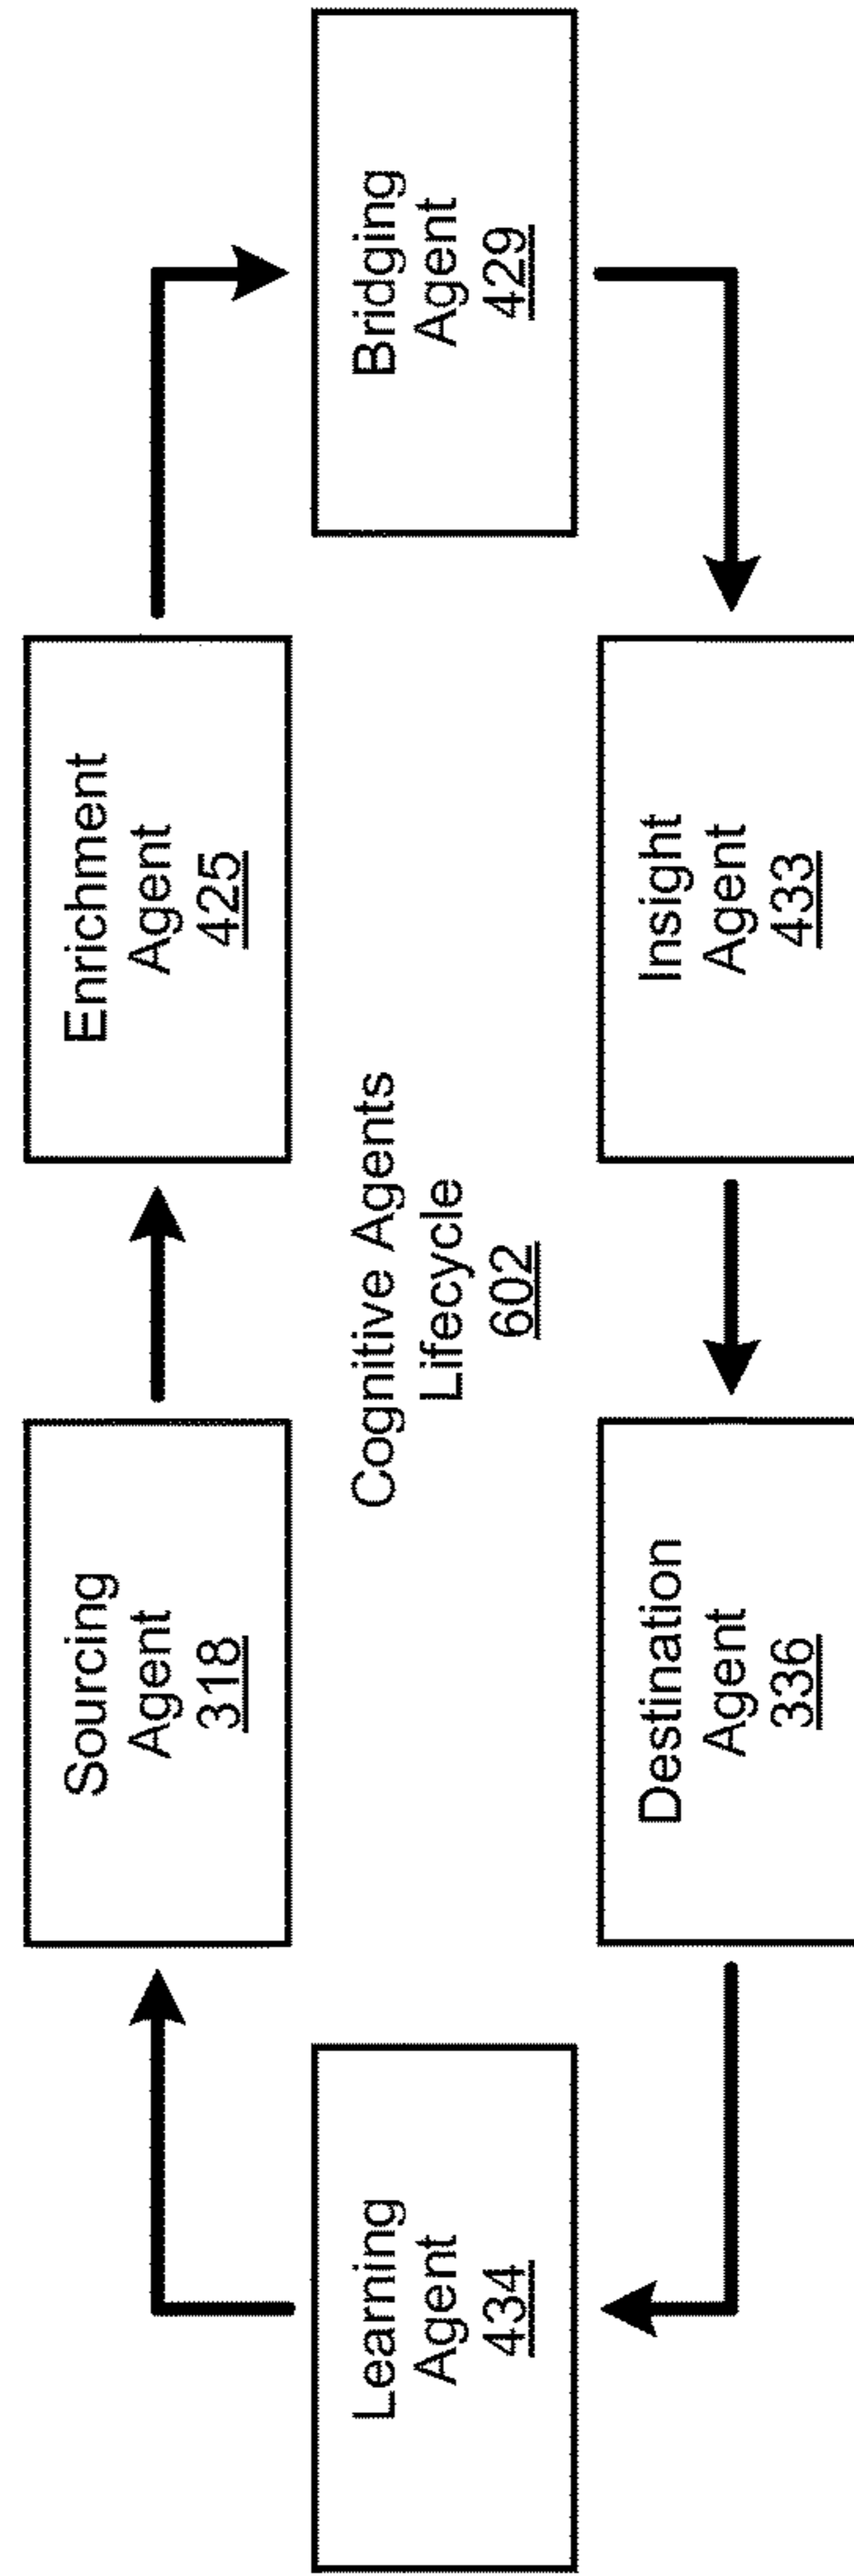 Sourcing
Agent
318
Enrichment
Agent
425
Learning
Agent
434
Cognitive Agents
Lifecycle
602
Bridging
Agent
429
Destination
Agent
336
Insight
Agent
433